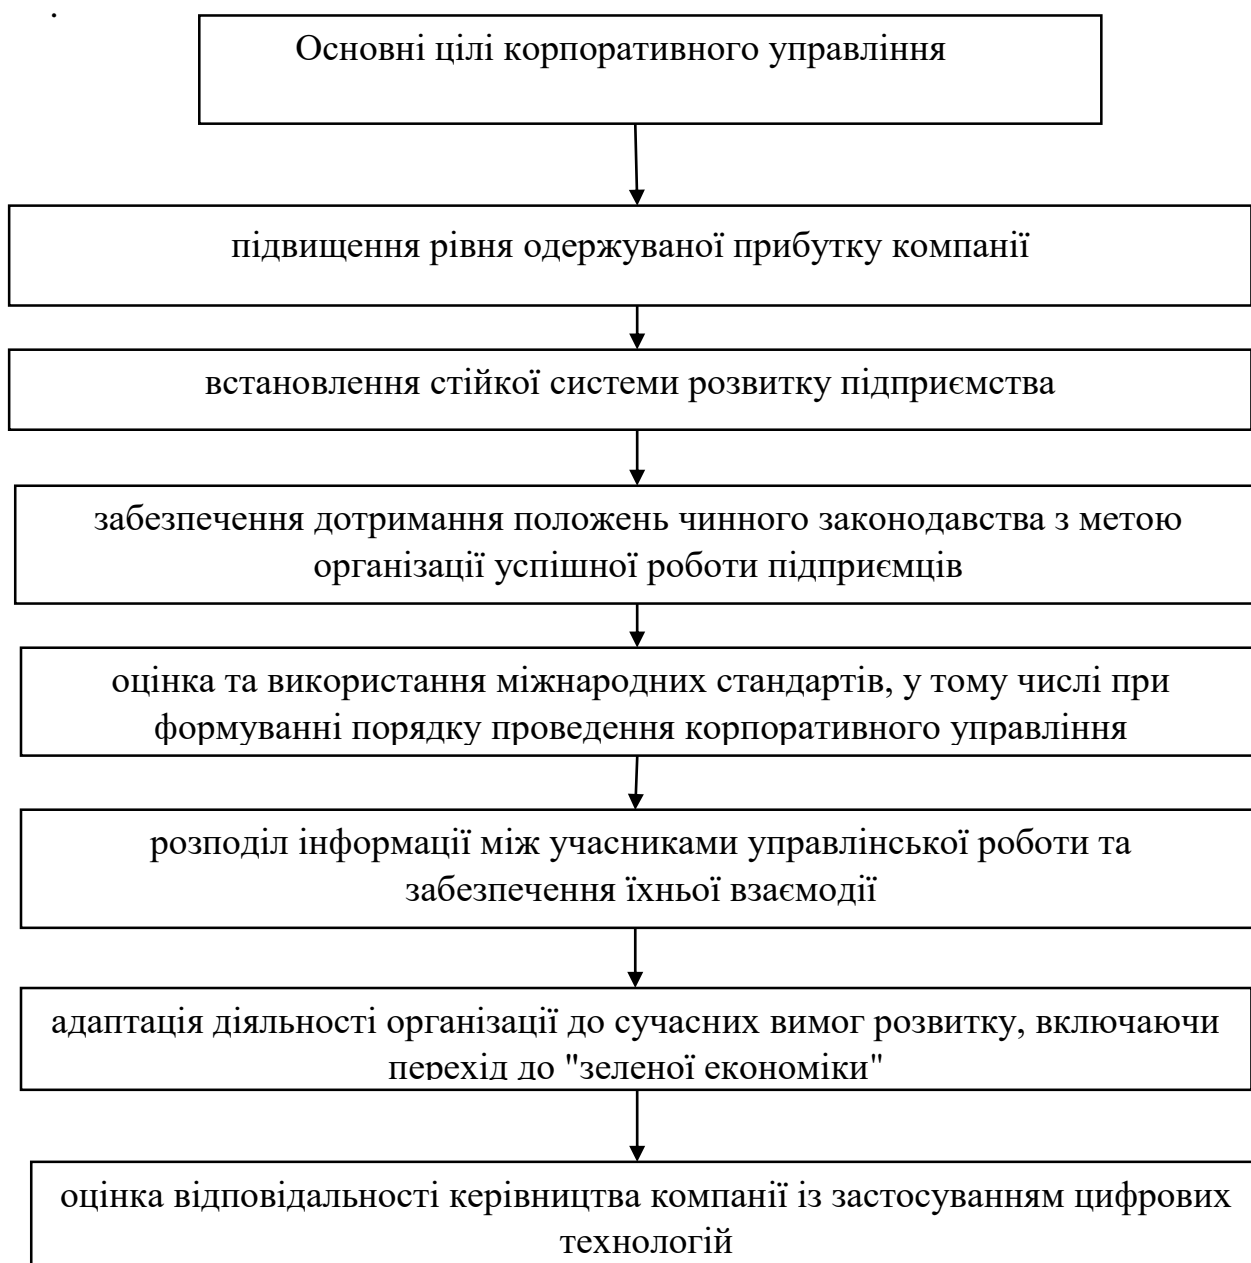 .
Основні цілі корпоративного управління
підвищення рівня одержуваної прибутку компанії
встановлення стійкої системи розвитку підприємства
забезпечення дотримання положень чинного законодавства з метою
організації успішної роботи підприємців
оцінка та використання міжнародних стандартів, у тому числі при
формуванні порядку проведення корпоративного управління
розподіл інформації між учасниками управлінської роботи та
забезпечення їхньої взаємодії
адаптація діяльності організації до сучасних вимог розвитку, включаючи
перехід до "зеленої економіки"
оцінка відповідальності керівництва компанії із застосуванням цифрових
технологій